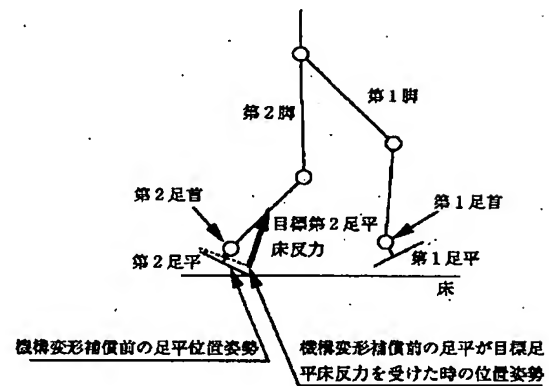 第1脚
第2脚
第2足首
第1足首
目標第2足平
床反力
第2足平
第1足平
床
機構変形補償前の足平位置姿勢
機構変形補償前の足平が目標足
平床反力を受けた時の位置姿勢